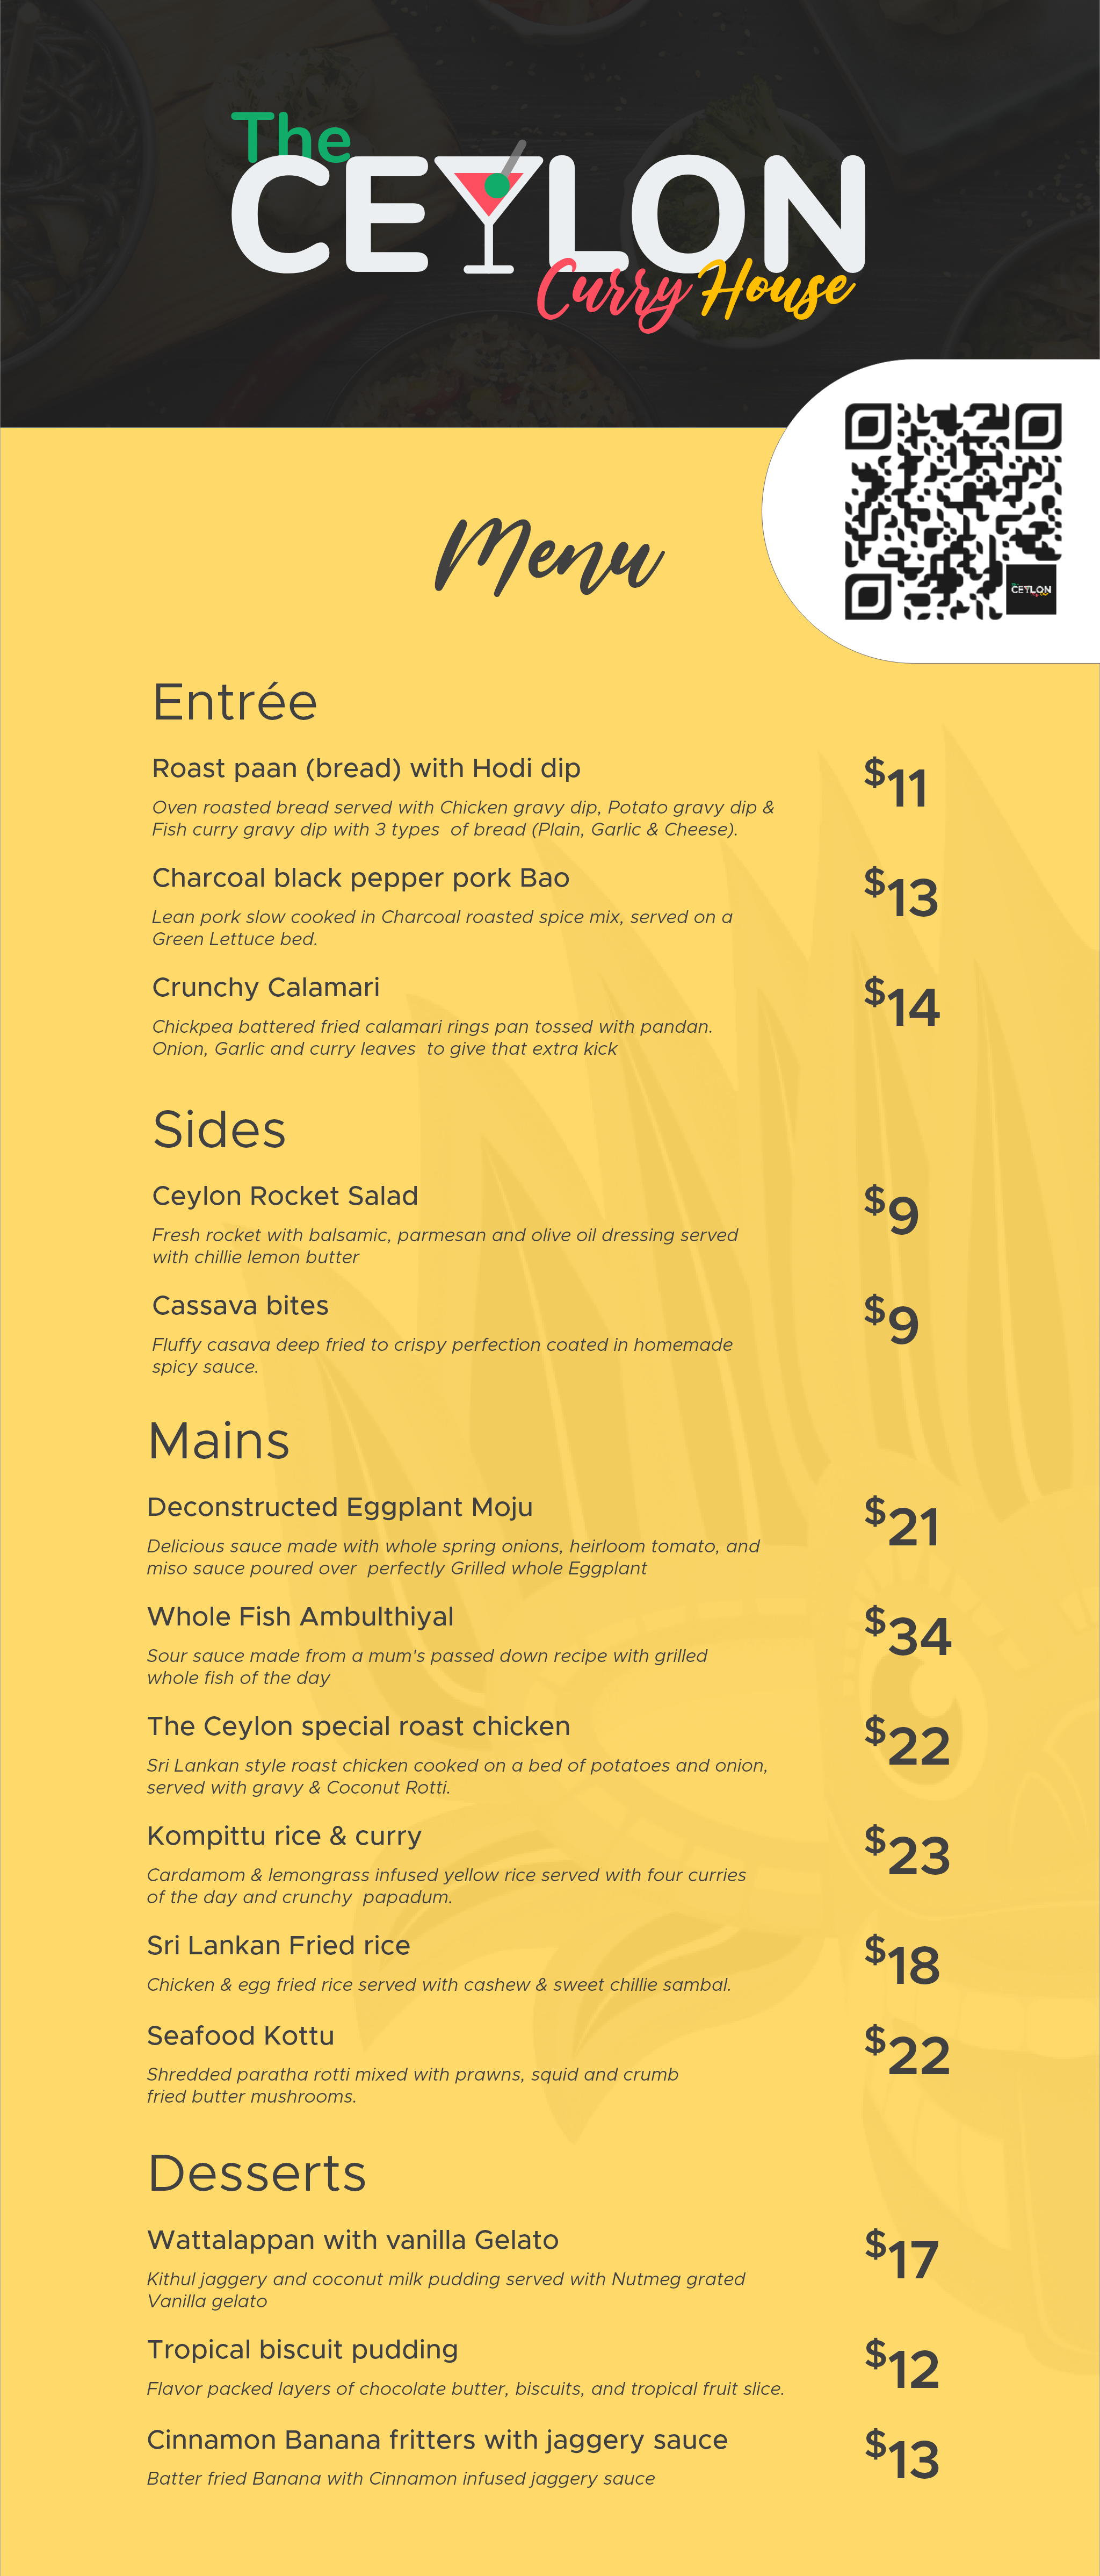 The
CEYLON
Curry House
CEYLON
Menu
Entrée
Roast paan (bread) with Hodi dip
$11
Oven roasted bread served with Chicken gravy dip, Potato gravy dip &
Fish curry gravy dip with 3 types of bread (Plain, Garlic & Cheese).
Charcoal black pepper pork Bao
$13
Lean pork slow cooked in Charcoal roasted spice mix, served on a
Green Lettuce bed.
Crunchy Calamari
$14
Chickpea battered fried calamari rings pan tossed with pandan.
Onion, Garlic and curry leaves to give that extra kick
Sides
Ceylon Rocket Salad
$9
Fresh rocket with balsamic, parmesan and olive oil dressing served
with chillie lemon butter
Cassava bites
$9
Fluffy casava deep fried to crispy perfection coated in homemade
spicy sauce.
Mains
Deconstructed Eggplant Moju
$21
Delicious sauce made with whole spring onions, heirloom tomato, and
miso sauce poured over perfectly Grilled whole Eggplant
Whole Fish Ambulthiyal
$34
Sour sauce made from a mum's passed down recipe with grilled
whole fish of the day
The Ceylon special roast chicken
$22
Sri Lankan style roast chicken cooked on a bed of potatoes and onion,
served with gravy & Coconut Rotti.
Kompittu rice & curry
$23
Cardamom & lemongrass infused yellow rice served with four curries
of the day and crunchy papadum.
Sri Lankan Fried rice
$18
Chicken & egg fried rice served with cashew & sweet chillie sambal.
Seafood Kottu
$22
Shredded paratha rotti mixed with prawns, squid and crumb
fried butter mushrooms.
Desserts
Wattalappan with vanilla Gelato
$17
Kithul jaggery and coconut milk pudding served with Nutmeg grated
Vanilla gelato
Tropical biscuit pudding
$12
Flavor packed layers of chocolate butter, biscuits, and tropical fruit slice.
Cinnamon Banana fritters with jaggery sauce
$13
Batter fried Banana with Cinnamon infused jaggery sauce